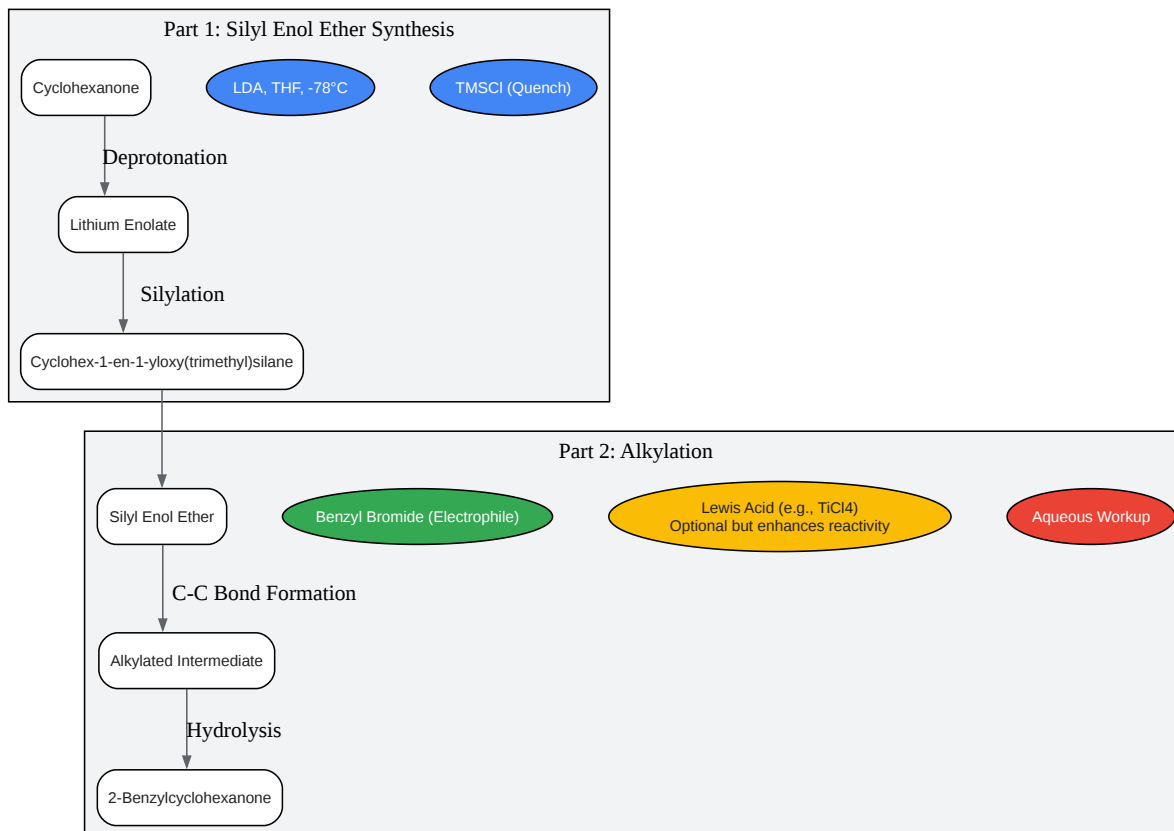 Part 1: Silyl Enol Ether Synthesis
Cyclohexanone
LDA, THF, -78°C
TMSCl (Quench)
Deprotonation
Lithium Enolate
Silylation
Cyclohex-1-en-1-yloxy(trimethyl)silane
Part 2: Alkylation
Silyl Enol Ether
Benzyl Bromide (Electrophile)
Lewis Acid (e.g., TiCl4)
Optional but enhances reactivity
Aqueous Workup
C-C Bond Formation
Alkylated Intermediate
Hydrolysis
2-Benzylcyclohexanone